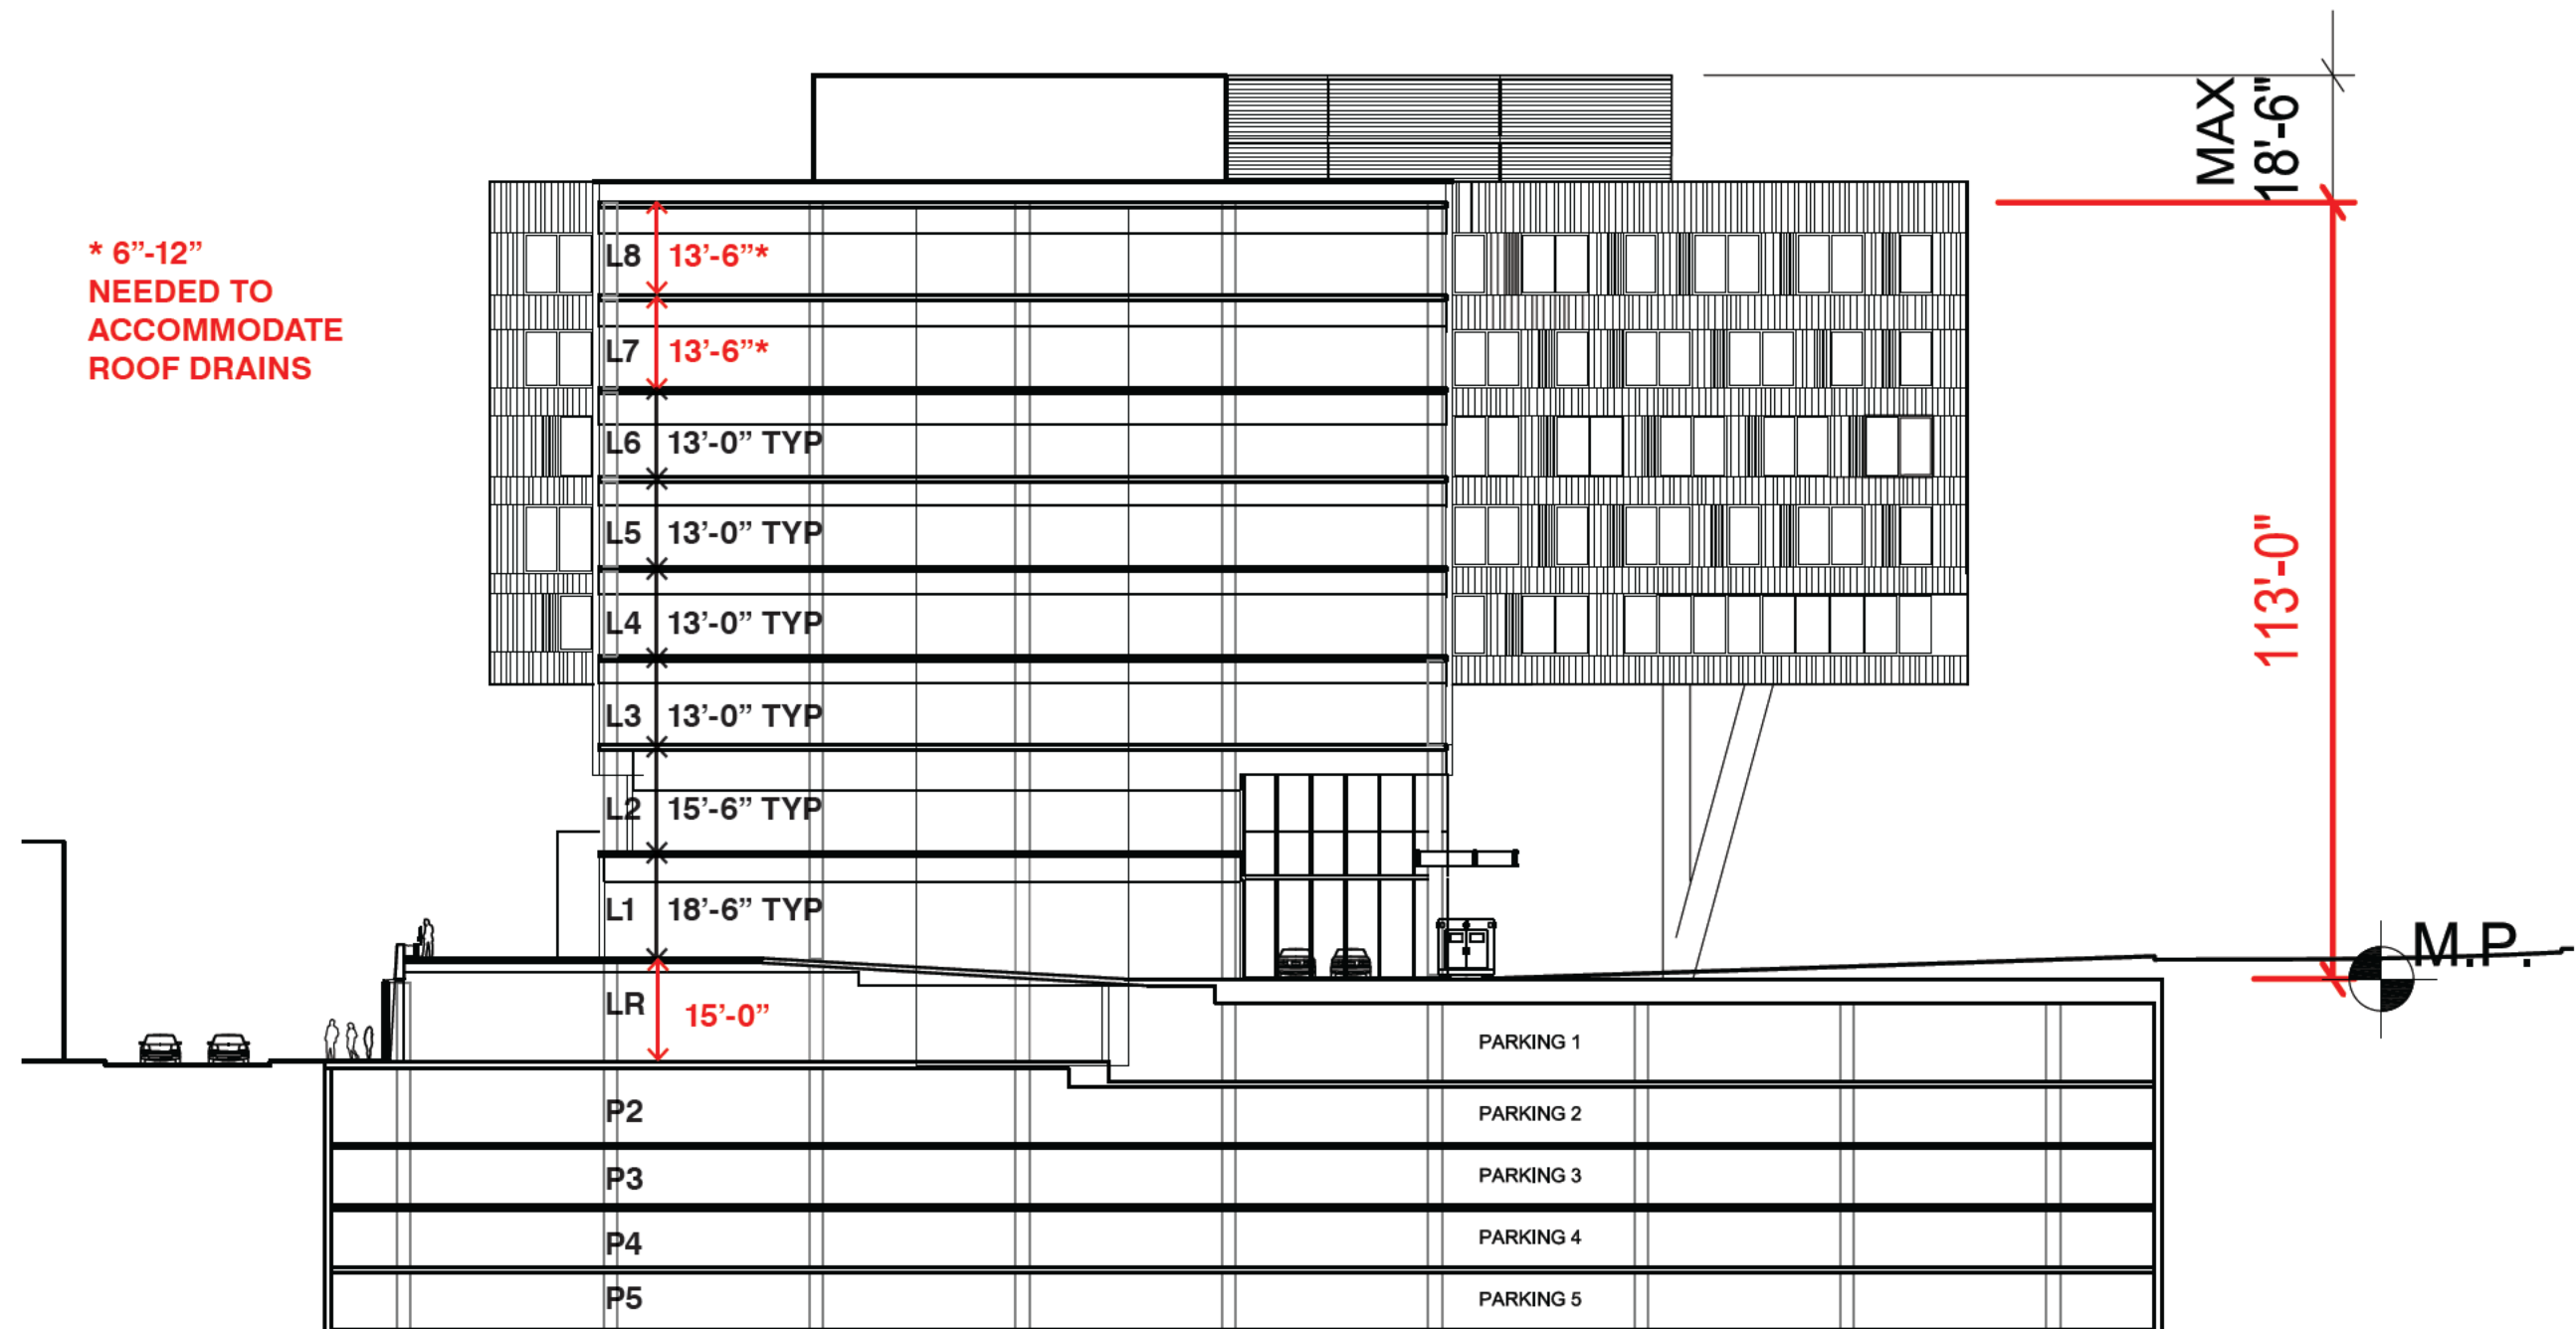 MAX
18'-6"
* 6”-12”
NEEDED TO
ACCOMMODATE
ROOF DRAINS
L8 13’-6”*
L7 13’-6”*
L6 13’-0” TYP
L5 13’-0” TYP
L4 13’-0” TYP
L3 13’-0” TYP
L2 15’-6” TYP
L1 18’-6” TYP
113'-0"
M.P.
LR 15’-0”
PARKING 1
P2 PARKING 2
P3 PARKING 3
P4 PARKING 4
P5 PARKING 5